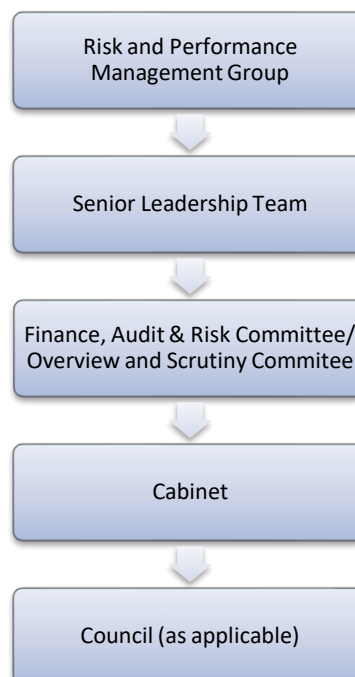 Risk and Performance
Management Group
Senior Leadership Team
Finance, Audit & Risk Committee/
Overview and Scrutiny Commitee
Cabinet
Council (as applicable)